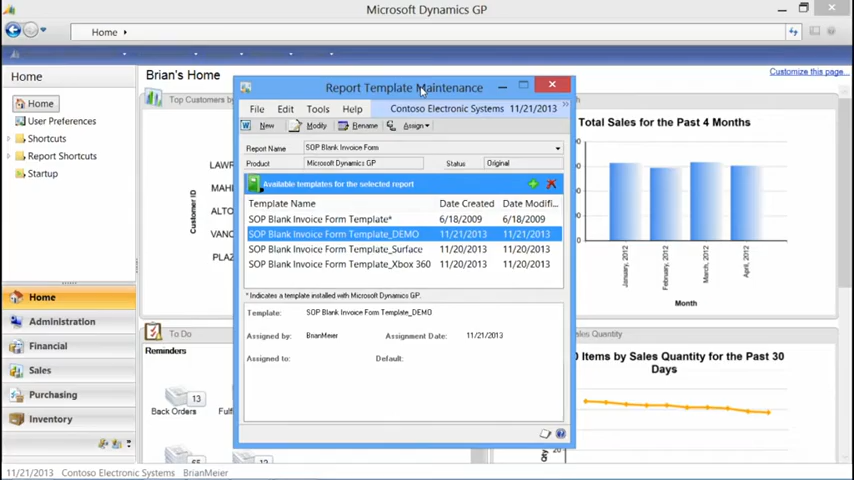 Microsoft Dynamics GP
Home
Home
Brian's Home
Customize this page...
Home
User Preferences
Shortcuts
Report Shortcuts
Startup
Top Customers by
Customer ID
LAWR
MAH
ALTO
VANC
PLAZ
Report Template Maintenance
File Edit Tools Help
Contoso Electronic Systems 11/21/2013
New Modify Rename Assign
Report Name SOP Blank Invoice Form
Product Microsoft Dynamics GP Status Original
Available templates for the selected report
Template Name Date Created Date Modifi...
SOP Blank Invoice Form Template* 6/18/2009 6/18/2009
SOP Blank Invoice Form Template_DEMO 11/21/2013 11/21/2013
SOP Blank Invoice Form Template_Surface 11/20/2013 11/20/2013
SOP Blank Invoice Form Template_Xbox 360 11/20/2013 11/20/2013
* Indicates a template installed with Microsoft Dynamics GP.
Template: SOP Blank Invoice Form Template_DEMO
Assigned by: BrianMeier Assignment Date: 11/21/2013
Assigned to: Default:
Total Sales for the Past 4 Months
January, 2012
February, 2012
March, 2012
April, 2012
Month
Home
Administration
Financial
Sales
Purchasing
Inventory
To Do
Reminders
13
Back Orders
Fulf
65
12
Sales Quantity
0 Items by Sales Quantity for the Past 30
Days
20
11/21/2013 Contoso Electronic Systems BrianMeier